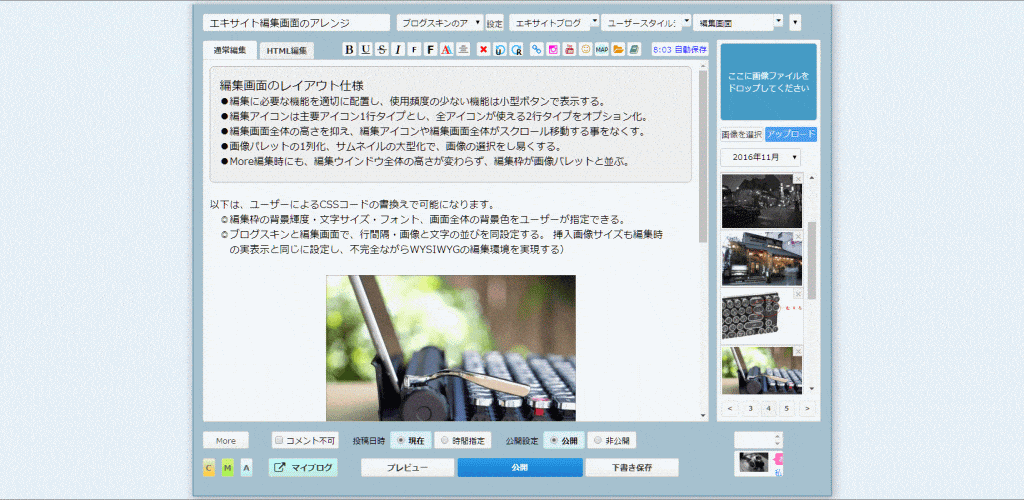 エキサイト編集画面のアレンジ
ブログスキンのア 設定 エキサイトブログ ユーザースタイル 編集画面
通常編集 HTML編集
B U S I F F A U R MAP 8:03 自動保存
編集画面のレイアウト仕様
●編集に必要な機能を適切に配置し、使用頻度の少ない機能は小型ボタンで表示する。
●編集アイコンは主要アイコン1行タイプとし、全アイコンが使える2行タイプをオプション化。
●編集画面全体の高さを抑え、編集アイコンや編集画面全体がスクロール移動する事をなくす。
●画像パレットの1列化、サムネイルの大型化で、画像の選択をし易くする。
●More編集時にも、編集ウインドウ全体の高さが変わらず、編集枠が画像パレットと並ぶ。
以下は、ユーザーによるCSSコードの書換えで可能になります。
◎編集枠の背景輝度・文字サイズ・フォント、画面全体の背景色をユーザーが指定できる。
◎ブログスキンと編集画面で、行間隔・画像と文字の並びを同設定する。 挿入画像サイズも編集時
の実表示と同じに設定し、不完全ながらWYSIWYGの編集環境を実現する）
ここに画像ファイルを
ドロップしてください
画像を選択 アップロード
2016年11月
< 3 4 5 >
More コメント不可 投稿日時 現在 時間指定 公開設定 公開 非公開
C M A マイブログ プレビュー 公開 下書き保存
私